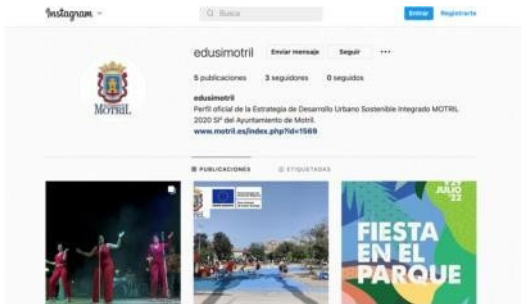 Instagram
Busca
Entrar
Registrarte
edusimotril
Enviar mensaje
Seguir
5 publicaciones 3 seguidores 0 seguidos
edusimotril
Perfil oficial de la Estrategia de Desarrollo Urbano Sostenible Integrado MOTRIL
2020 SI² del Ayuntamiento de Motril.
www.motril.es/index.php?id=1569
MOTRIL
PUBLICACIONES
ETIQUETADAS
JULIO
'22
FIESTA
EN EL
PARQUE